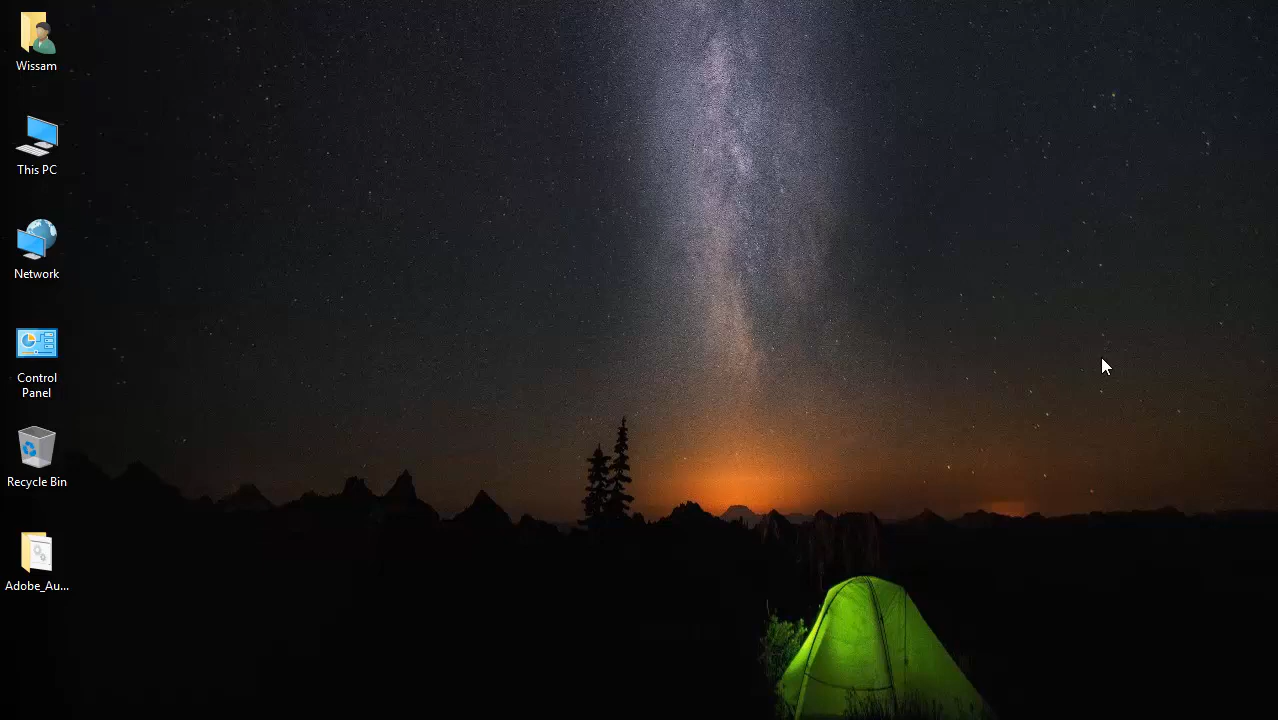 Wissam
This PC
Network
Control
Panel
Recycle Bin
Adobe_Au...